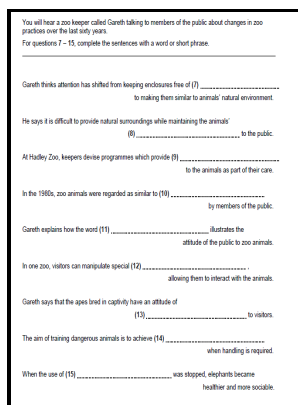 You will hear a zoo keeper called Gareth talking to members of the public about changes in zoo
practices over the last sixty years.
For questions 7 – 15, complete the sentences with a word or short phrase.
Gareth thinks attention has shifted from keeping enclosures free of (7)
to making them similar to animals' natural environment.
He says it is difficult to provide natural surroundings while maintaining the animals'
(8) to the public.
At Hadley Zoo, keepers devise programmes which provide (9)
to the animals as part of their care.
In the 1980s, zoo animals were regarded as similar to (10)
by members of the public.
Gareth explains how the word (11) illustrates the
attitude of the public to zoo animals.
In one zoo, visitors can manipulate special (12) ,
allowing them to interact with the animals.
Gareth says that the apes bred in captivity have an attitude of
(13) to visitors.
The aim of training dangerous animals is to achieve (14)
when handling is required.
When the use of (15) was stopped, elephants became
healthier and more sociable.